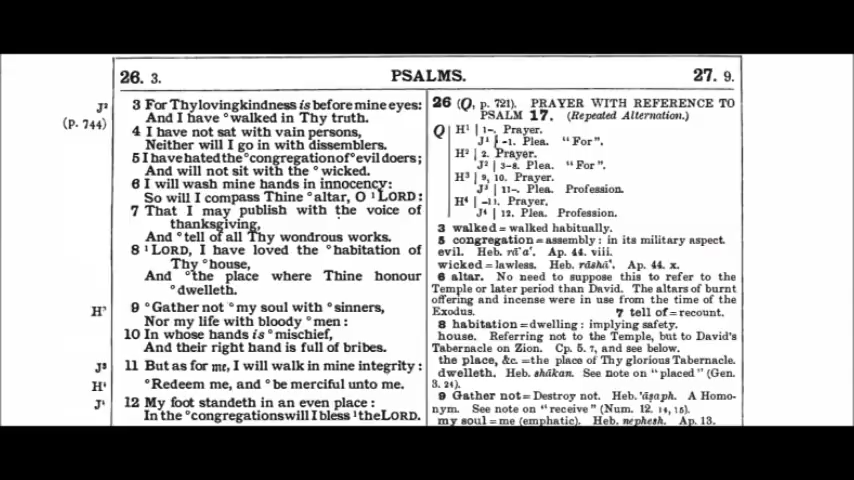 26. 3. PSALMS. 27. 9.
J² 3 For Thy lovingkindness is before mine eyes:
(p. 744) And I have °walked in Thy truth.
4 I have not sat with vain persons,
Neither will I go in with dissemblers.
5 I have hated the °congregation of °evil doers;
And will not sit with the °wicked.
6 I will wash mine hands in innocency:
So will I compass Thine °altar, O ¹LORD:
7 That I may publish with the voice of
thanksgiving,
And °tell of all Thy wondrous works.
8 ¹LORD, I have loved the °habitation of
Thy °house,
And °the place where Thine honour
°dwelleth.
H³ 9 °Gather not °my soul with °sinners,
Nor my life with bloody °men:
10 In whose hands is °mischief,
And their right hand is full of bribes.
J³ 11 But as for me, I will walk in mine integrity:
H⁴ °Redeem me, and °be merciful unto me.
J⁴ 12 My foot standeth in an even place:
In the °congregations will I bless ¹the LORD.
26 (Q, p. 721). PRAYER WITH REFERENCE TO
PSALM 17. (Repeated Alternation.)
Q H¹ | 1-. Prayer.
J¹ | -1. Plea. "For".
H² | 2. Prayer.
J² | 3-8. Plea. "For".
H³ | 9, 10. Prayer.
J³ | 11-. Plea. Profession.
H⁴ | -11. Prayer.
J⁴ | 12. Plea. Profession.
3 walked = walked habitually.
5 congregation = assembly: in its military aspect.
evil. Heb. rā'a'. Ap. 44. viii.
wicked = lawless. Heb. rāshā'. Ap. 44. x.
6 altar. No need to suppose this to refer to the
Temple or later period than David. The altars of burnt
offering and incense were in use from the time of the
Exodus. 7 tell of = recount.
8 habitation = dwelling: implying safety.
house. Referring not to the Temple, but to David's
Tabernacle on Zion. Cp. 5. 7, and see below.
the place, &c. = the place of Thy glorious Tabernacle.
dwelleth. Heb. shākan. See note on "placed" (Gen.
3. 24).
9 Gather not = Destroy not. Heb. 'āṣaph. A Homo-
nym. See note on "receive" (Num. 12. 14, 15).
my soul = me (emphatic). Heb. nephesh. Ap. 13.